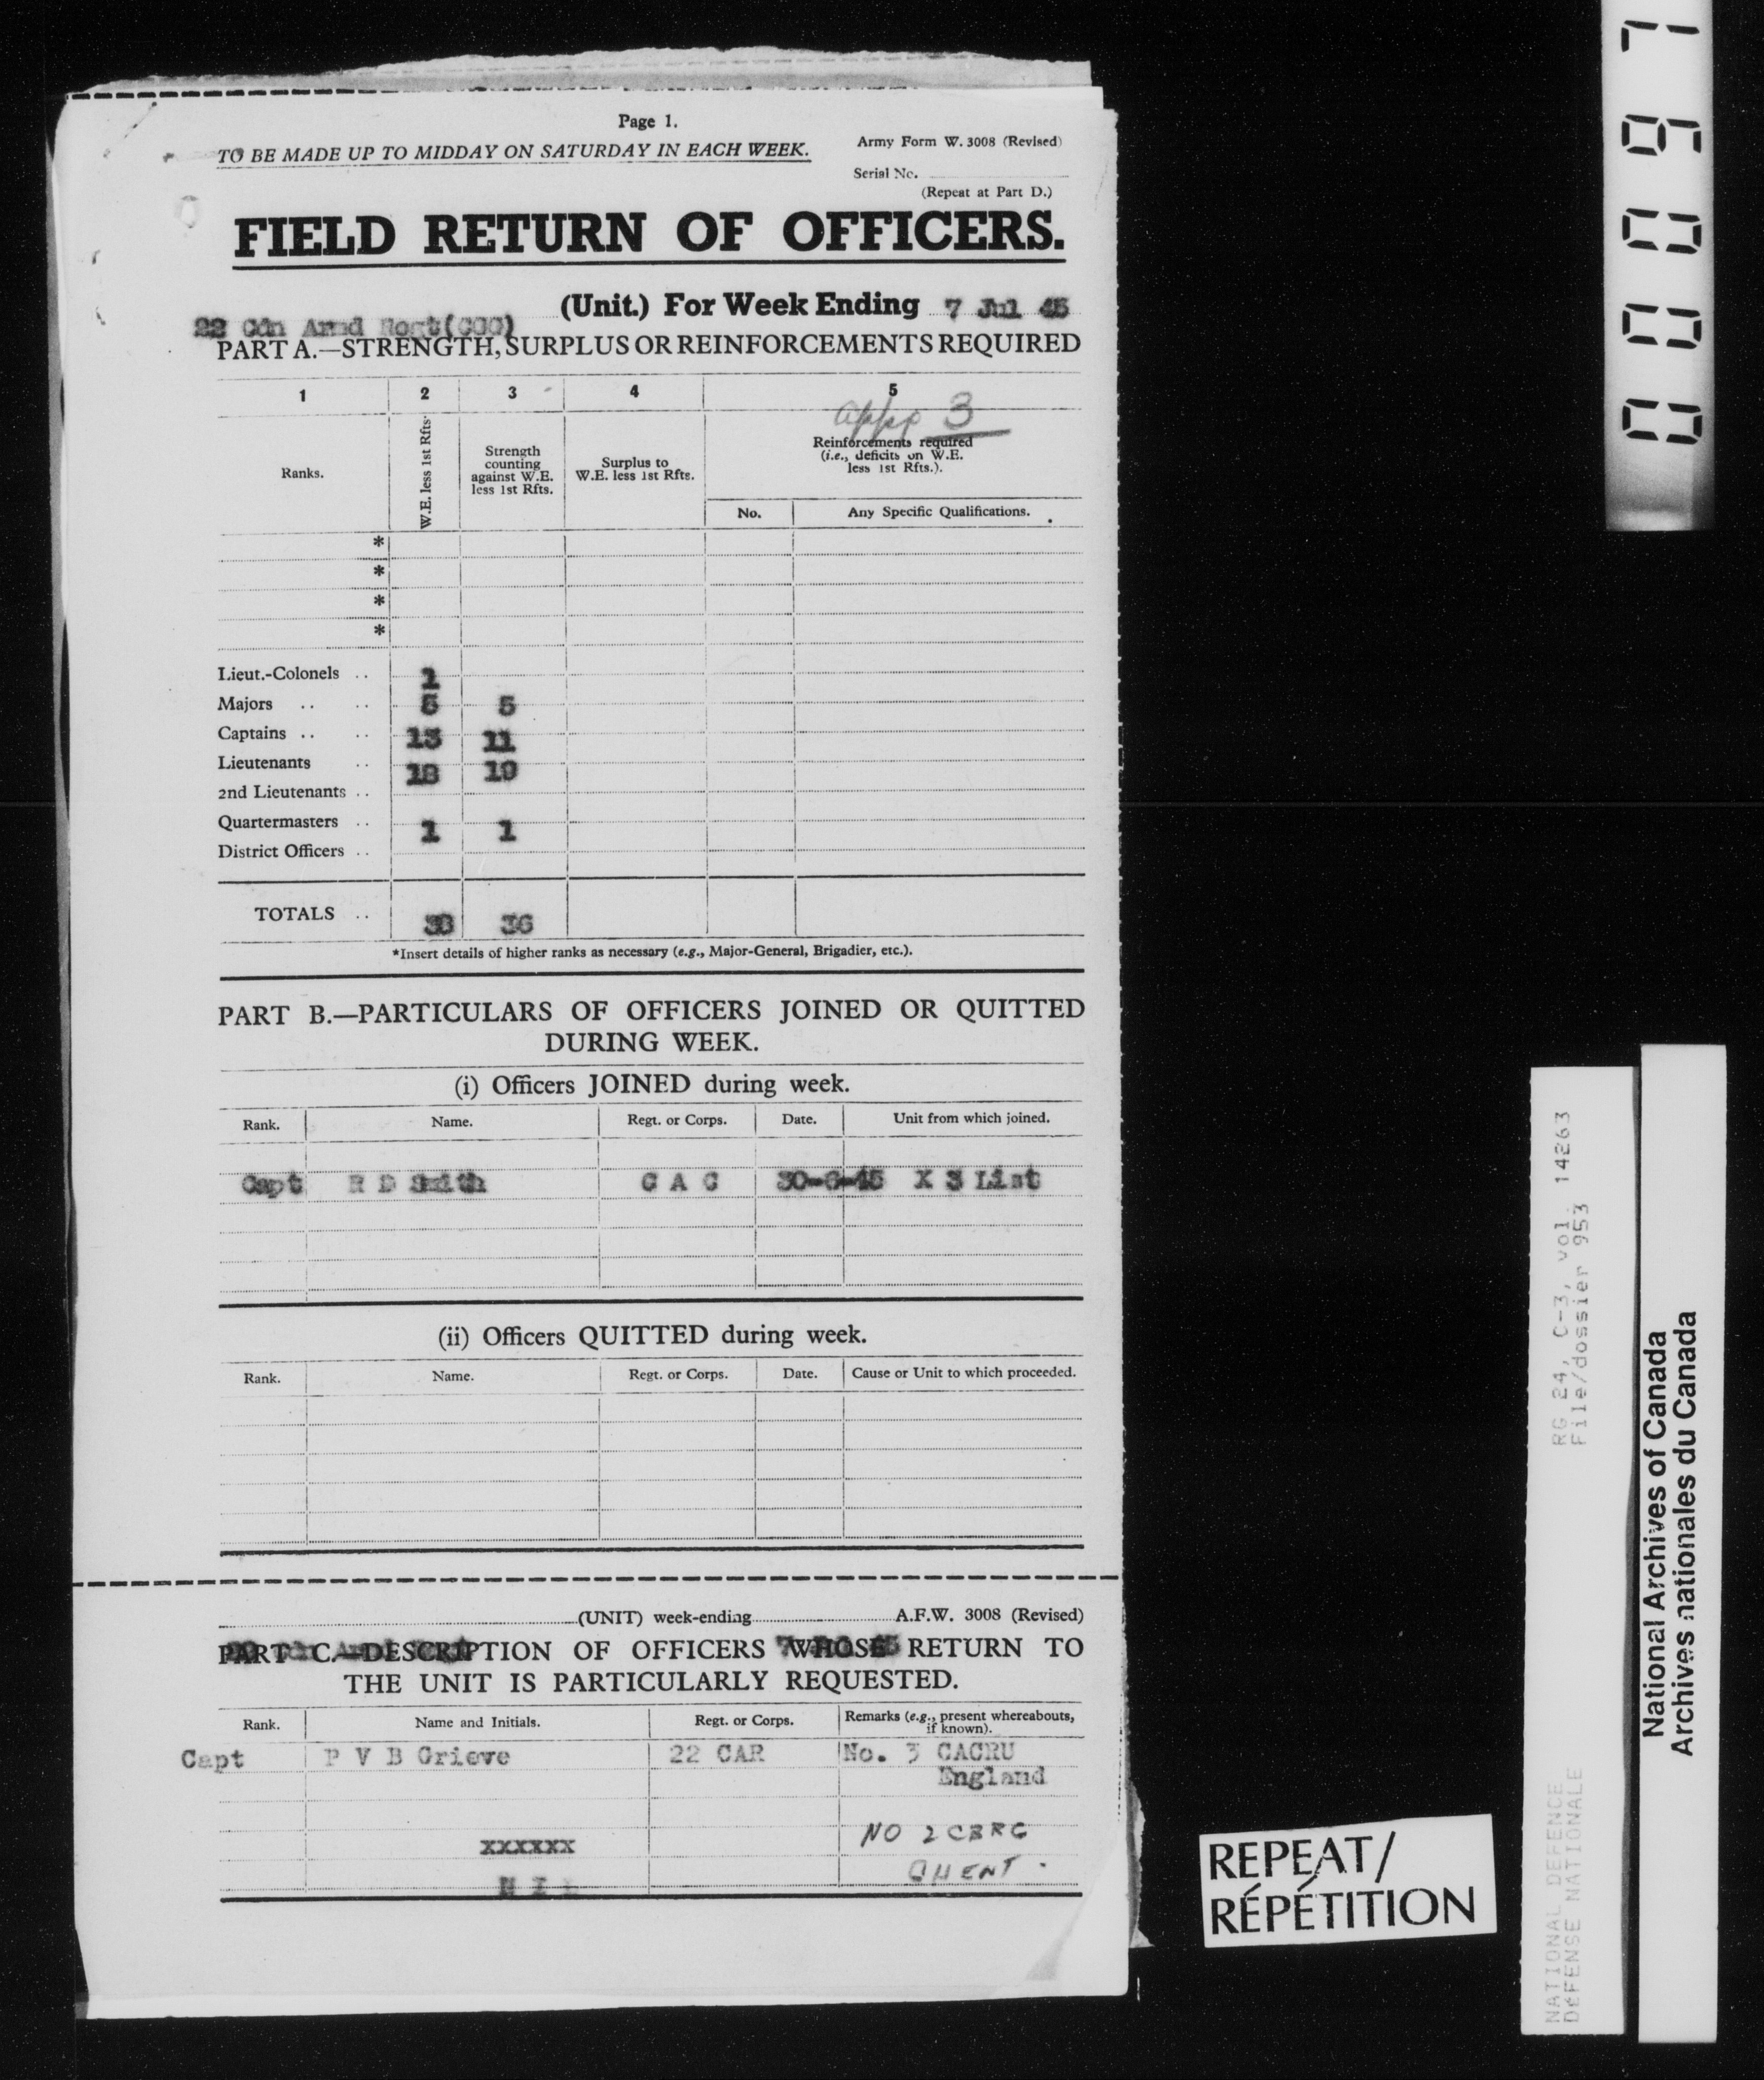 Page 1.
TO BE MADE UP TO MIDDAY ON SATURDAY IN EACH WEEK.
Army Form W. 3008 (Revised)
Serial No.
(Repeat at Part D.)
FIELD RETURN OF OFFICERS.
22 Cdn Armd Regt(CGG) (Unit.) For Week Ending 7 Jul 45
PART A.—STRENGTH, SURPLUS OR REINFORCEMENTS REQUIRED
1 2 3 4 5
appx 3
Ranks.
W.E. less 1st Rfts.
Strength counting against W.E. less 1st Rfts.
Surplus to W.E. less 1st Rfts.
Reinforcements required
(i.e., deficits on W.E.
less 1st Rfts.).
No. Any Specific Qualifications.
*
*
*
*
Lieut.-Colonels .. 1
Majors .. .. 5 5
Captains .. .. 13 11
Lieutenants .. 18 19
2nd Lieutenants ..
Quartermasters .. 1 1
District Officers ..
TOTALS .. 38 36
*Insert details of higher ranks as necessary (e.g., Major-General, Brigadier, etc.).
PART B.—PARTICULARS OF OFFICERS JOINED OR QUITTED
DURING WEEK.
(i) Officers JOINED during week.
Rank. Name. Regt. or Corps. Date. Unit from which joined.
Capt R D Smith C A C 30-6-45 X 3 List
(ii) Officers QUITTED during week.
Rank. Name. Regt. or Corps. Date. Cause or Unit to which proceeded.
(UNIT) week-ending A.F.W. 3008 (Revised)
PART C.—DESCRIPTION OF OFFICERS WHOSE RETURN TO
THE UNIT IS PARTICULARLY REQUESTED.
Rank. Name and Initials. Regt. or Corps. Remarks (e.g., present whereabouts,
if known).
Capt P V B Grieve 22 CAR No. 3 CACRU
England
NO 2 CBRG
xxxxxx
GHENT.
N I L
00097
RG 24, C-3, vol. 14263
File/dossier 953
NATIONAL DEFENCE
DÉFENSE NATIONALE
National Archives of Canada
Archives nationales du Canada
REPEAT/
RÉPÉTITION